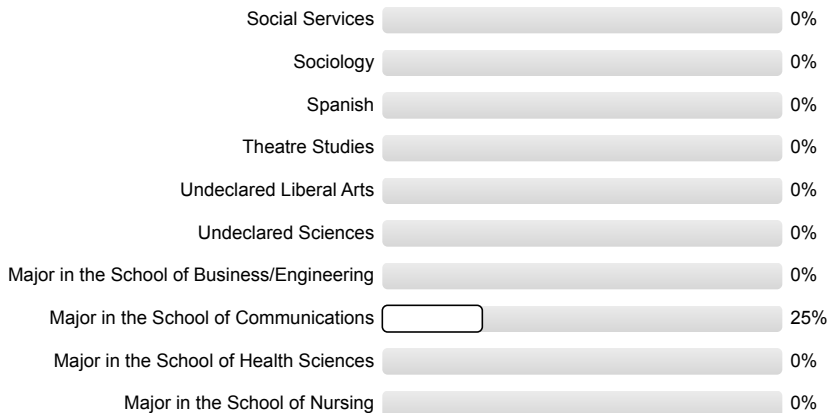 Social Services 0%
Sociology 0%
Spanish 0%
Theatre Studies 0%
Undeclared Liberal Arts 0%
Undeclared Sciences 0%
Major in the School of Business/Engineering 0%
Major in the School of Communications 25%
Major in the School of Health Sciences 0%
Major in the School of Nursing 0%